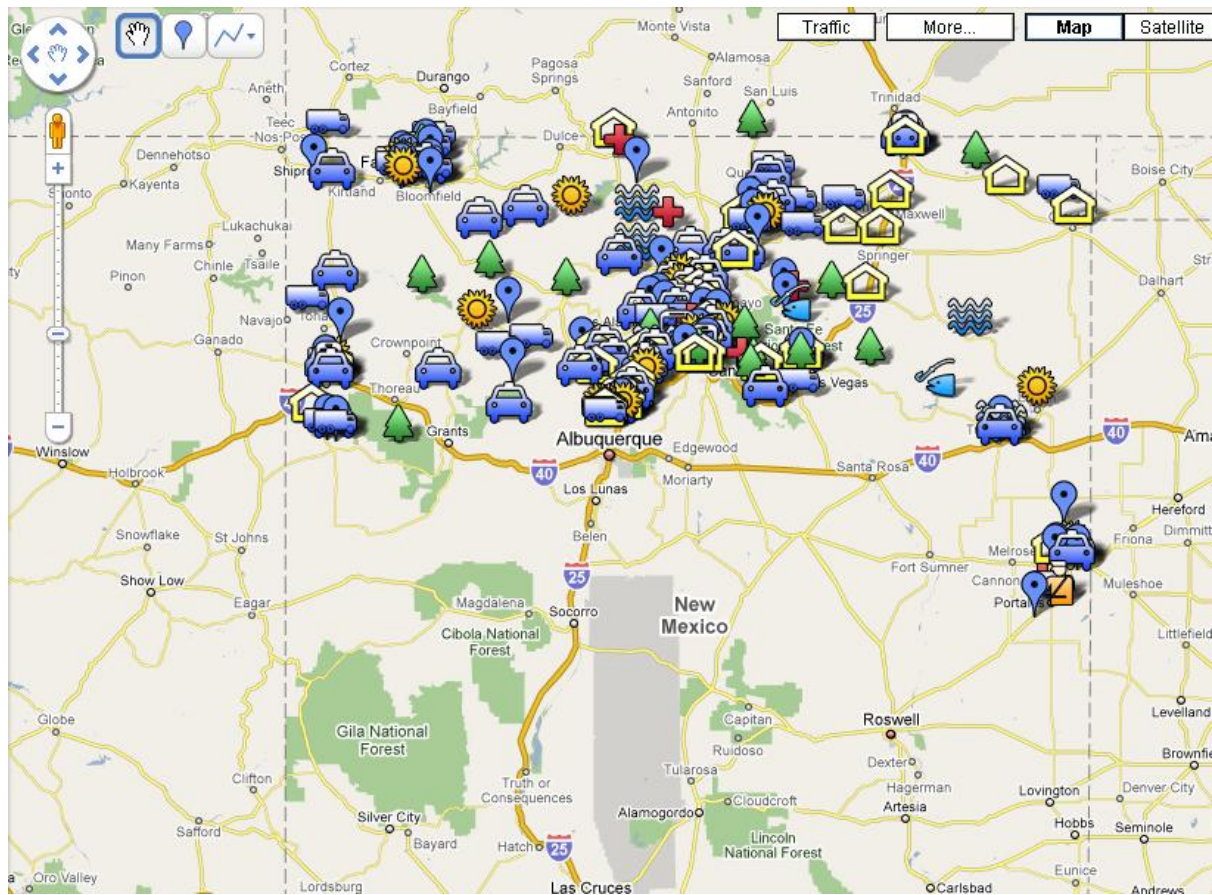 Traffic
More...
Map
Satellite
Monte Vista
Alamosa
Pagosa
Springs
Cortez
Durango
Bayfield
Sanford
San Luis
Antonito
Trinidad
Aneth
Teec
Nos Pos
Dulce
Dennehotso
Kayenta
Shipro
Kirtland
Bloomfield
Boise City
Maxwell
Lukachukai
Tsaile
Many Farms
Chinle
Pinon
Springer
Dalhart
Navajo
Ganado
Crownpoint
Santa Fe
25
Thoreau
Grants
Las Vegas
Albuquerque
Edgewood
Moriarty
40
40
40
Santa Rosa
Winslow
Holbrook
Los Lunas
Belen
Hereford
Snowflake
St Johns
Show Low
Eagar
Melrose
Friona
Dimmitt
Fort Sumner
Cannon
Muleshoe
Portales
25
Magdalena
Socorro
Cibola National
Forest
New
Mexico
Littlefield
Levelland
Globe
Gila National
Forest
Capitan
Ruidoso
Roswell
Brownfie
Clifton
Truth or
Consequences
Tularosa
Dexter
Hagerman
Lovington
Denver City
Safford
Silver City
Bayard
Alamogordo
Cloudcroft
Artesia
Hobbs
Seminole
Hatch
25
Lincoln
National Forest
Eunice
Oro Valley
Lordsburg
Las Cruces
Carlsbad
Andrews